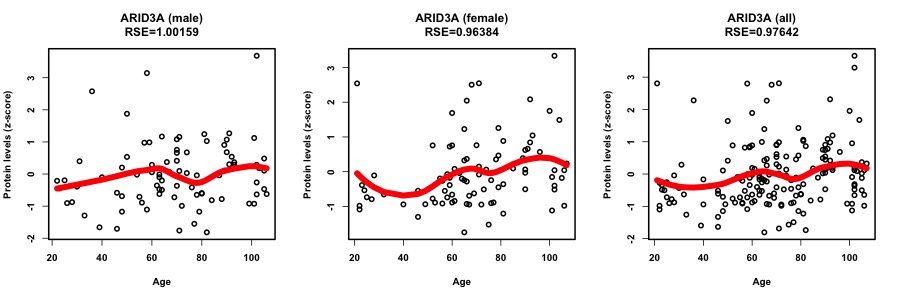 ARID3A (male)
RSE=1.00159
Protein levels (z-score)
3
2
1
0
-1
-2
20 40 60 80 100
Age
ARID3A (female)
RSE=0.96384
Protein levels (z-score)
3
2
1
0
-1
20 40 60 80 100
Age
ARID3A (all)
RSE=0.97642
Protein levels (z-score)
3
2
1
0
-1
-2
20 40 60 80 100
Age